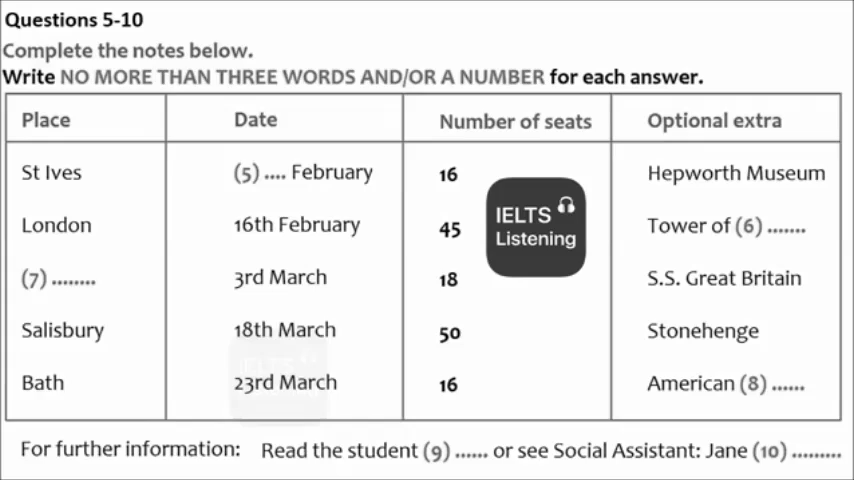 Questions 5-10
Complete the notes below.
Write NO MORE THAN THREE WORDS AND/OR A NUMBER for each answer.
Place Date Number of seats Optional extra
St Ives (5) .... February 16 Hepworth Museum
IELTS
Listening
London 16th February 45 Tower of (6) .......
(7) ........ 3rd March 18 S.S. Great Britain
Salisbury 18th March 50 Stonehenge
IELTS
Listening
Bath 23rd March 16 American (8) ......
For further information: Read the student (9) ...... or see Social Assistant: Jane (10) .........